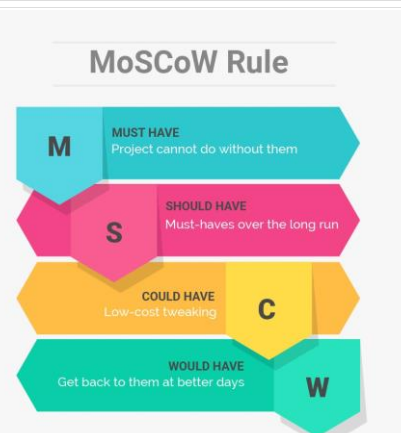 MoSCoW Rule
M
MUST HAVE
Project cannot do without them
S
SHOULD HAVE
Must-haves over the long run
COULD HAVE
Low-cost tweaking
C
WOULD HAVE
Get back to them at better days
W